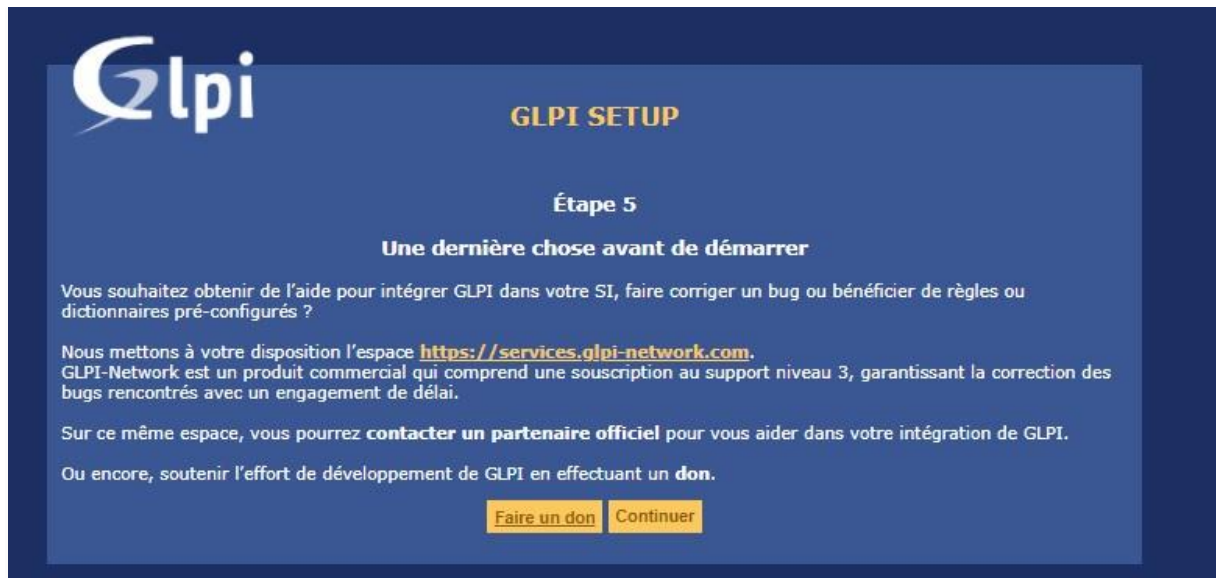 Glpi
GLPI SETUP
Étape 5
Une dernière chose avant de démarrer
Vous souhaitez obtenir de l'aide pour intégrer GLPI dans votre SI, faire corriger un bug ou bénéficier de règles ou
dictionnaires pré-configurés ?
Nous mettons à votre disposition l'espace https://services.glpi-network.com.
GLPI-Network est un produit commercial qui comprend une souscription au support niveau 3, garantissant la correction des
bugs rencontrés avec un engagement de délai.
Sur ce même espace, vous pourrez contacter un partenaire officiel pour vous aider dans votre intégration de GLPI.
Ou encore, soutenir l'effort de développement de GLPI en effectuant un don.
Faire un don Continuer